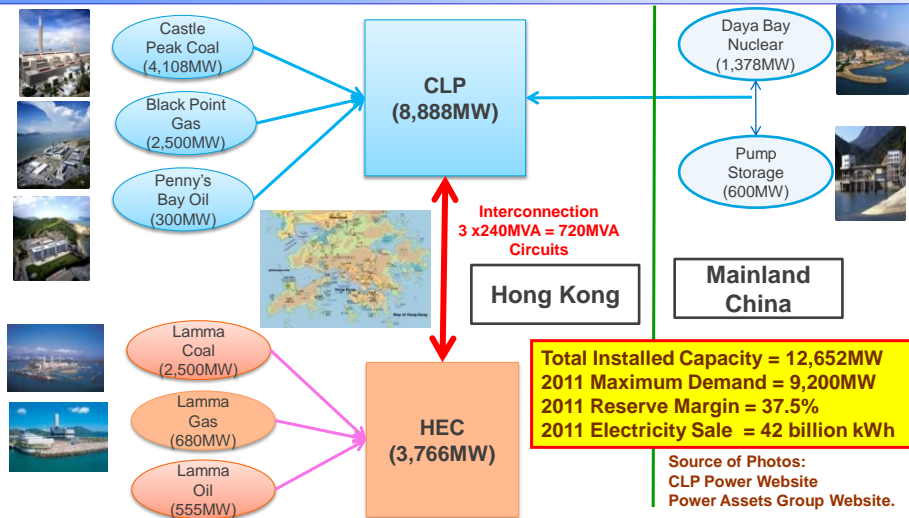 Castle
Peak Coal
(4,108MW)
Black Point
Gas
(2,500MW)
Penny's
Bay Oil
(300MW)
CLP
(8,888MW)
Daya Bay
Nuclear
(1,378MW)
Pump
Storage
(600MW)
Interconnection
3 x240MVA = 720MVA
Circuits
Hong Kong
Mainland
China
Lamma
Coal
(2,500MW)
Lamma
Gas
(680MW)
Lamma
Oil
(555MW)
HEC
(3,766MW)
Total Installed Capacity = 12,652MW
2011 Maximum Demand = 9,200MW
2011 Reserve Margin = 37.5%
2011 Electricity Sale = 42 billion kWh
Source of Photos:
CLP Power Website
Power Assets Group Website.